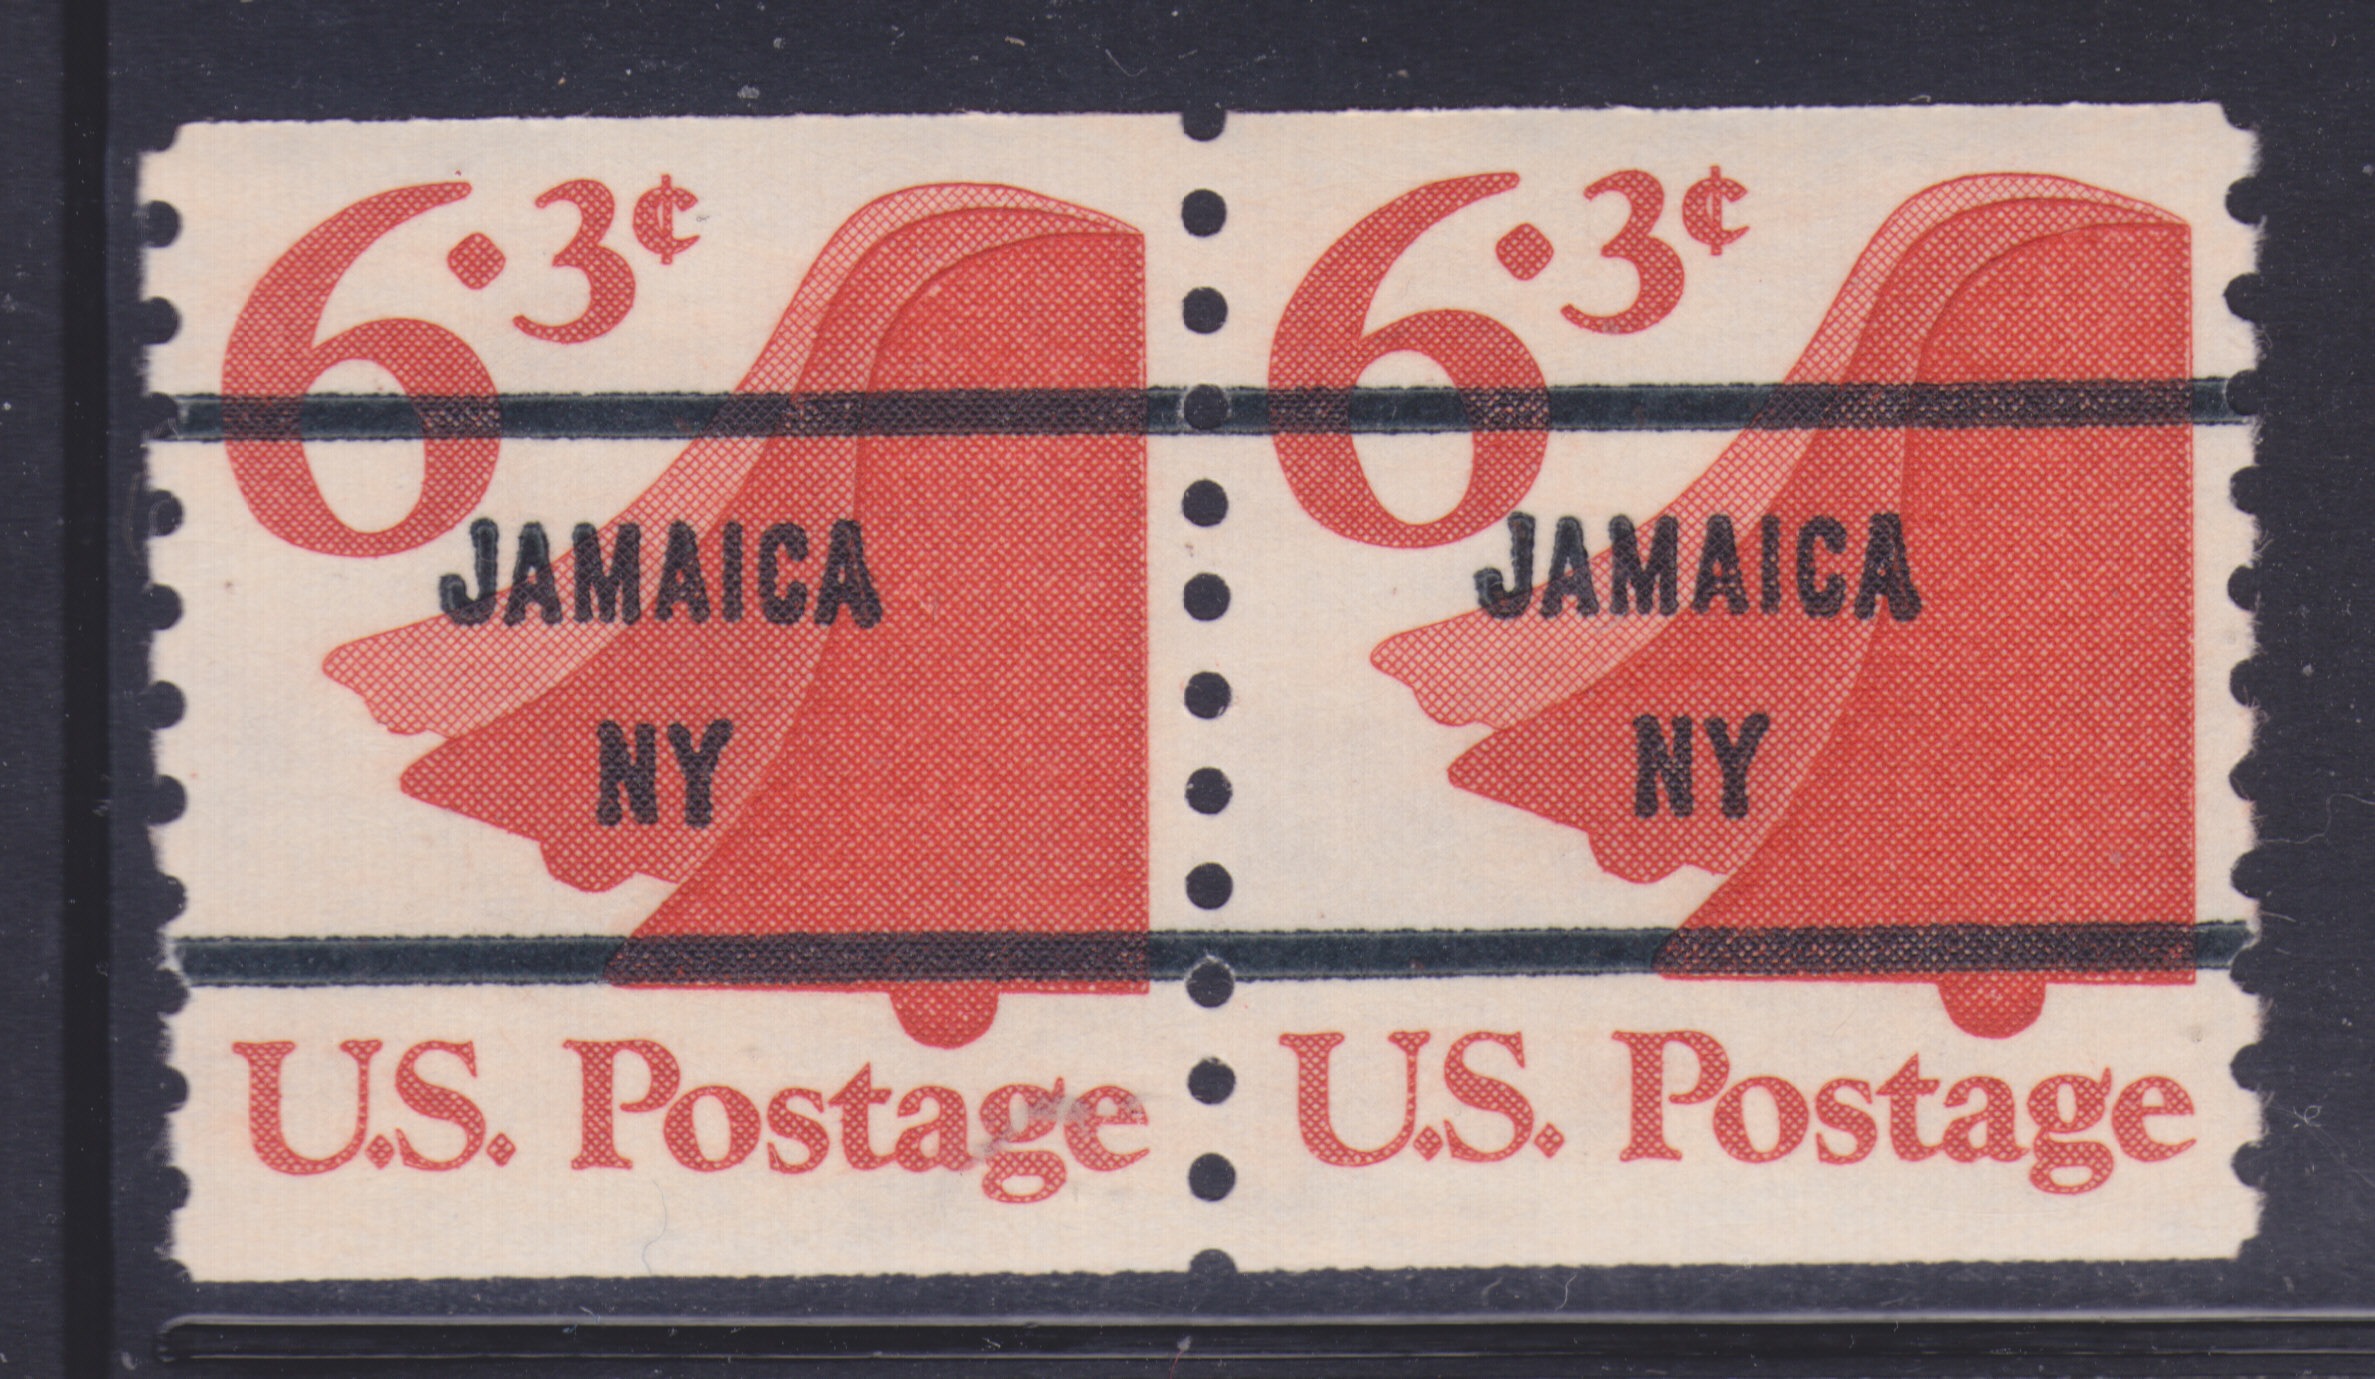 6.3¢
JAMAICA
NY
U.S. Postage
6.3¢
JAMAICA
NY
U.S. Postage